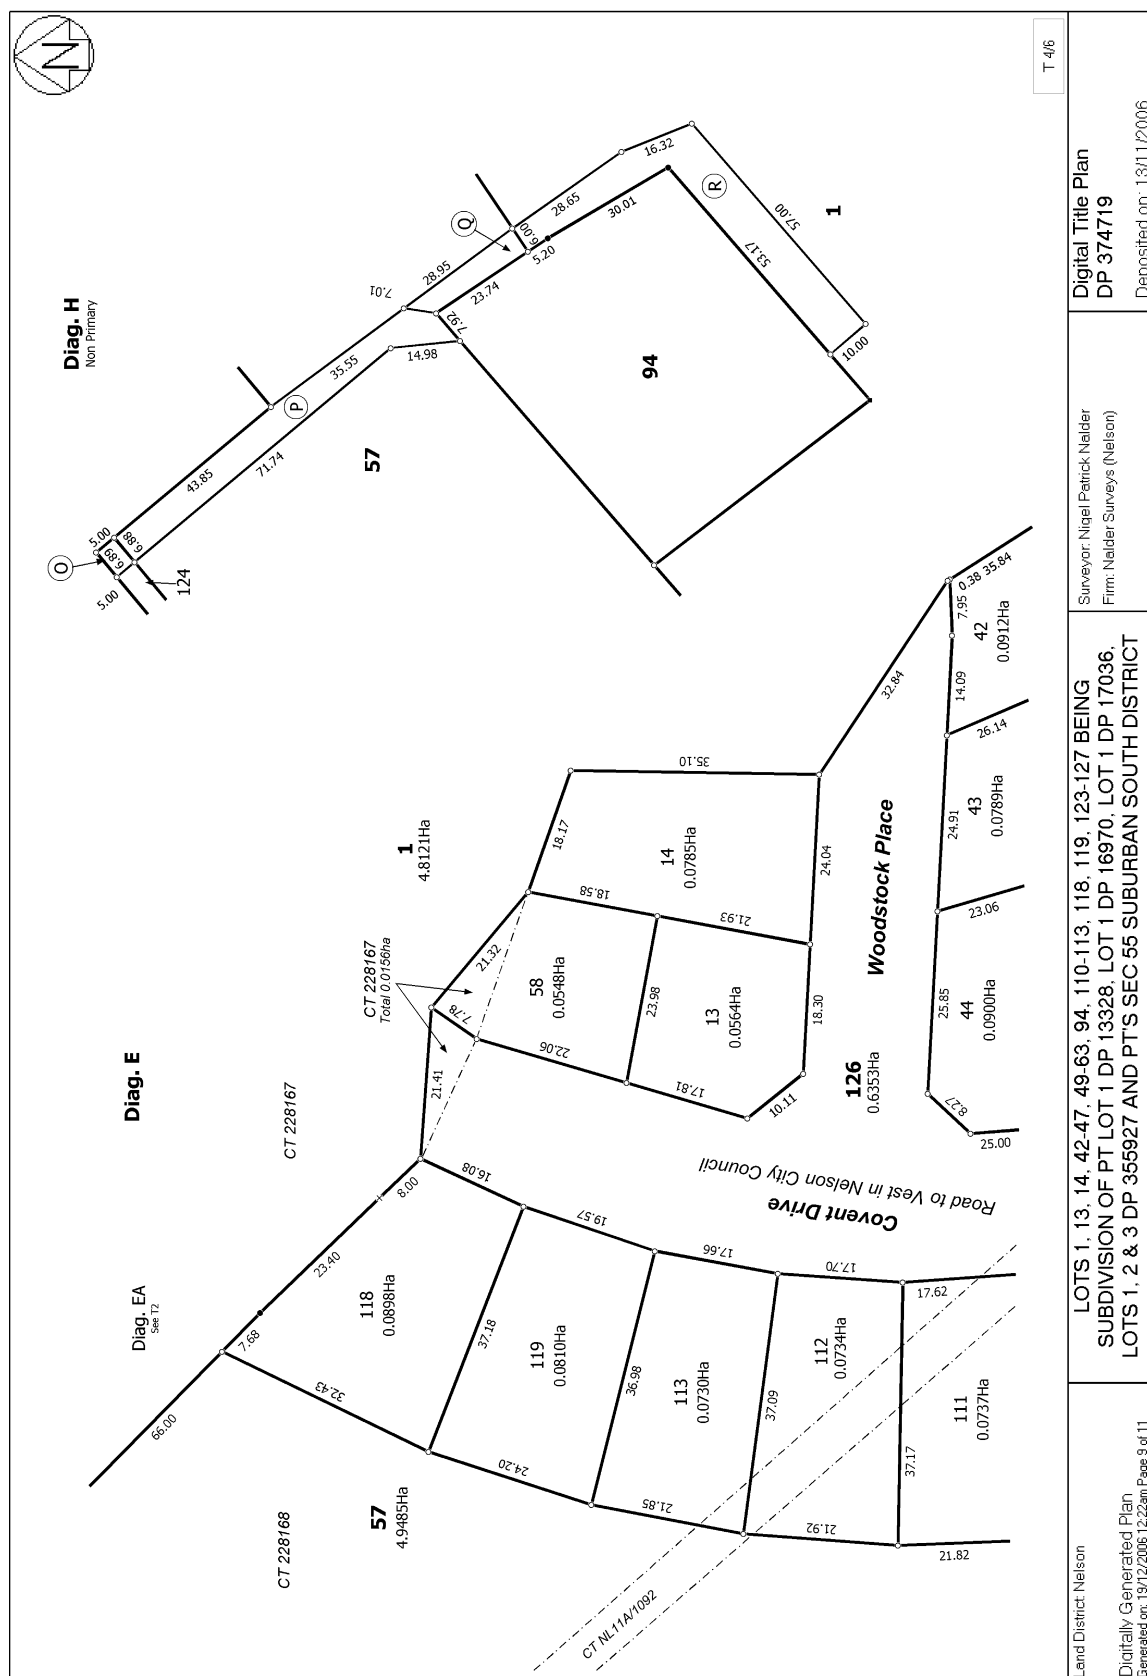 N
T 4/6
Diag. H
Non Primary
O
5.00
6.89
5.00
6.88
124
43.85
71.74
P
35.55
57
14.98
7.01
7.92
28.95
23.74
Q
6.00
5.20
28.65
30.01
16.32
R
53.17
57.00
10.00
94
1
Diag. E
Diag. EA
See T2
CT 228167
CT 228168
CT 228167
Total 0.0156ha
1
4.8121Ha
57
4.9485Ha
66.00
7.68
23.40
8.00
32.43
118
0.0898Ha
16.08
37.18
24.20
119
0.0810Ha
19.57
36.98
21.85
113
0.0730Ha
17.66
37.09
21.92
112
0.0734Ha
17.70
37.17
111
0.0737Ha
17.62
21.82
CT NL11A/1092
Covent Drive
Road to Vest in Nelson City Council
21.41
7.78
21.32
22.06
58
0.0548Ha
18.58
23.98
17.81
13
0.0564Ha
21.93
10.11
18.30
18.17
14
0.0785Ha
35.10
24.04
32.84
Woodstock Place
126
0.6353Ha
8.27
25.00
25.85
44
0.0900Ha
23.06
24.91
43
0.0789Ha
26.14
14.09
7.95
42
0.0912Ha
0.38
35.84
Land District: Nelson
Digitally Generated Plan
Generated on: 19/12/2006 12:22am Page 9 of 11
LOTS 1, 13, 14, 42-47, 49-63, 94, 110-113, 118, 119, 123-127 BEING
SUBDIVISION OF PT LOT 1 DP 13328, LOT 1 DP 16970, LOT 1 DP 17036,
LOTS 1, 2 & 3 DP 355927 AND PT'S SEC 55 SUBURBAN SOUTH DISTRICT
Surveyor: Nigel Patrick Nalder
Firm: Nalder Surveys (Nelson)
Digital Title Plan
DP 374719
Deposited on: 13/11/2006